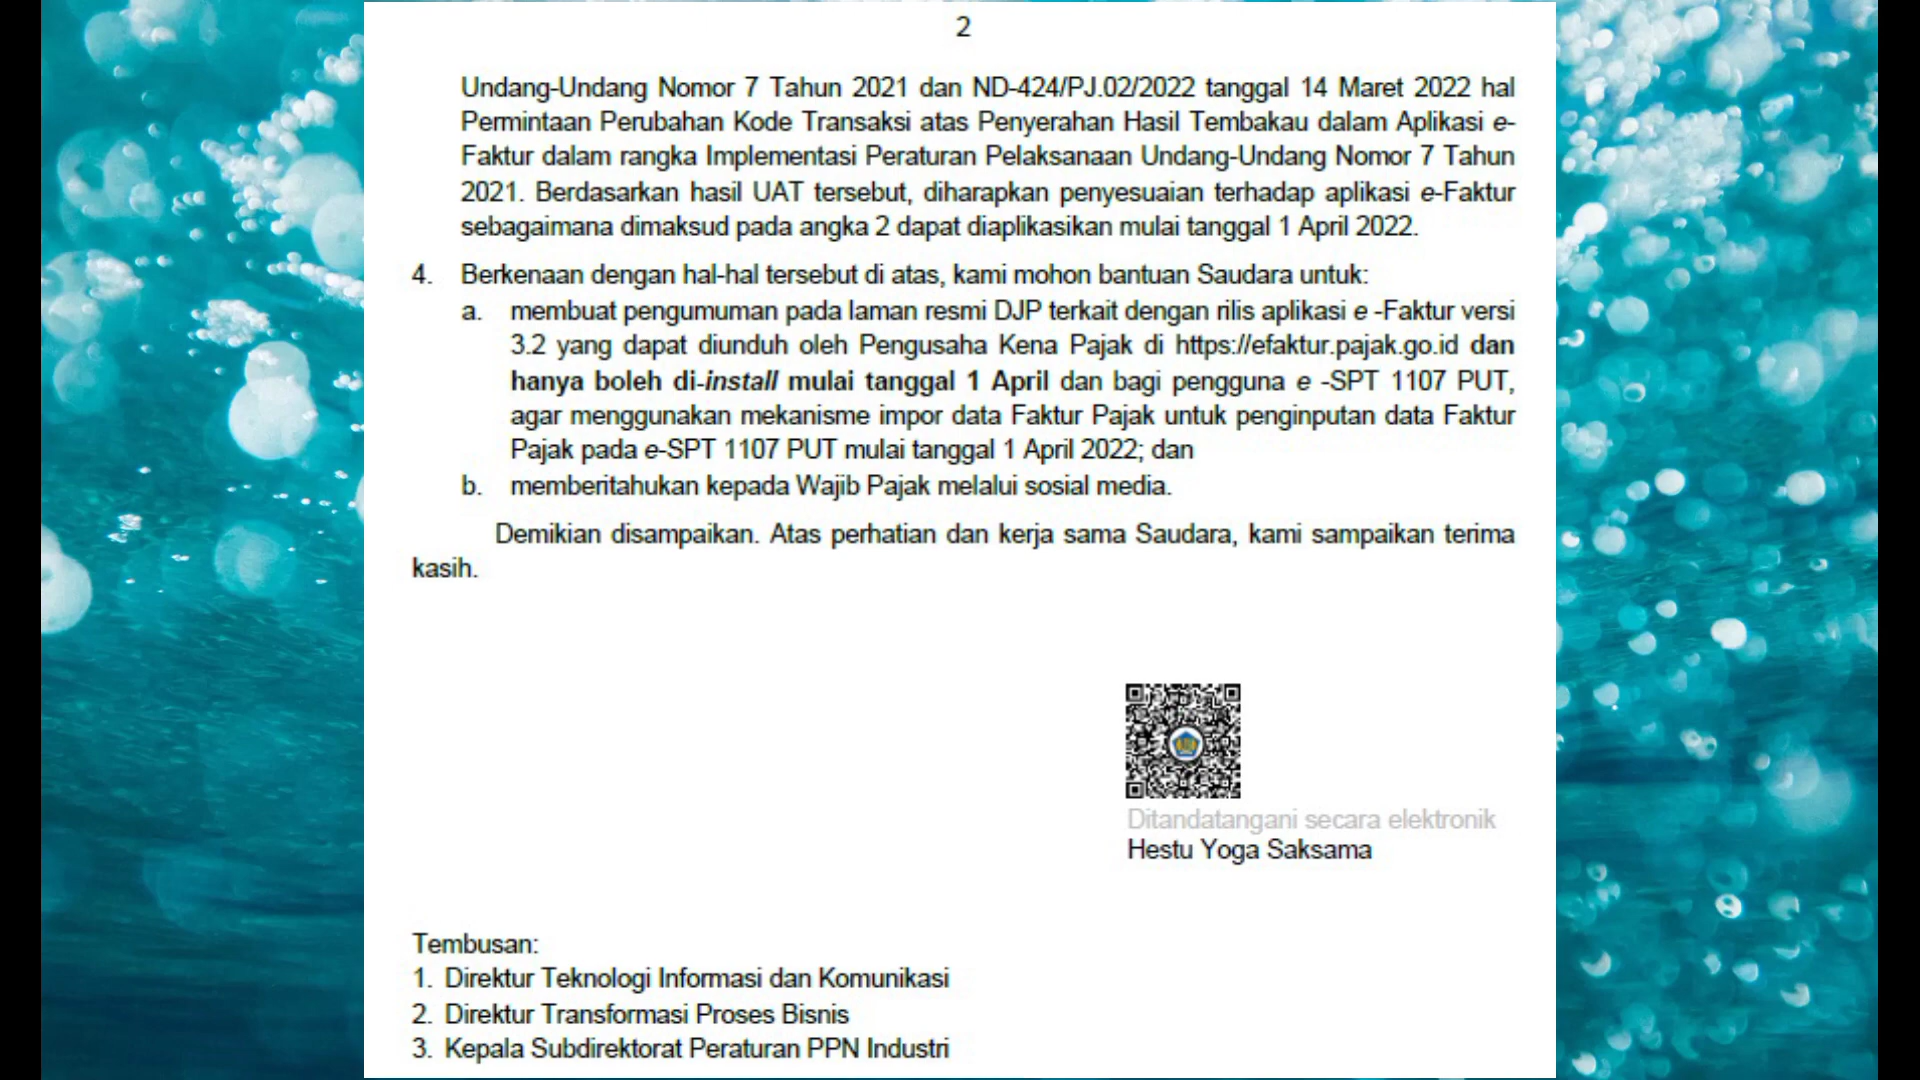 2
Undang-Undang Nomor 7 Tahun 2021 dan ND-424/PJ.02/2022 tanggal 14 Maret 2022 hal
Permintaan Perubahan Kode Transaksi atas Penyerahan Hasil Tembakau dalam Aplikasi e-
Faktur dalam rangka Implementasi Peraturan Pelaksanaan Undang-Undang Nomor 7 Tahun
2021. Berdasarkan hasil UAT tersebut, diharapkan penyesuaian terhadap aplikasi e-Faktur
sebagaimana dimaksud pada angka 2 dapat diaplikasikan mulai tanggal 1 April 2022.
4. Berkenaan dengan hal-hal tersebut di atas, kami mohon bantuan Saudara untuk:
a. membuat pengumuman pada laman resmi DJP terkait dengan rilis aplikasi e -Faktur versi
3.2 yang dapat diunduh oleh Pengusaha Kena Pajak di https://efaktur.pajak.go.id dan
hanya boleh di-install mulai tanggal 1 April dan bagi pengguna e -SPT 1107 PUT,
agar menggunakan mekanisme impor data Faktur Pajak untuk penginputan data Faktur
Pajak pada e-SPT 1107 PUT mulai tanggal 1 April 2022; dan
b. memberitahukan kepada Wajib Pajak melalui sosial media.
Demikian disampaikan. Atas perhatian dan kerja sama Saudara, kami sampaikan terima
kasih.
Ditandatangani secara elektronik
Hestu Yoga Saksama
Tembusan:
1. Direktur Teknologi Informasi dan Komunikasi
2. Direktur Transformasi Proses Bisnis
3. Kepala Subdirektorat Peraturan PPN Industri